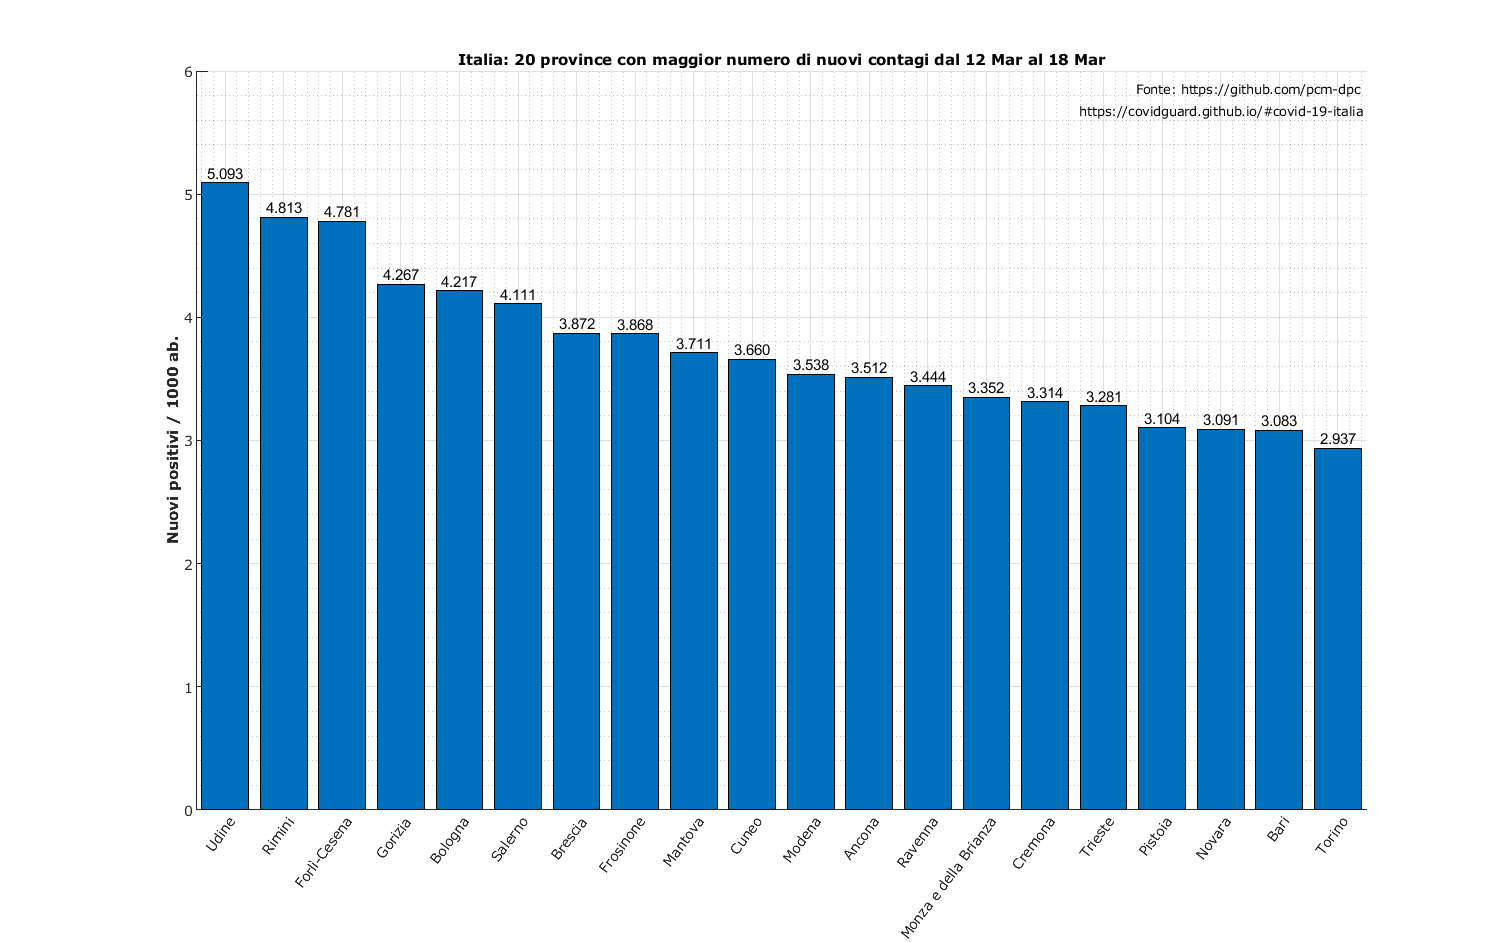 Italia: 20 province con maggior numero di nuovi contagi dal 12 Mar al 18 Mar
Fonte: https://github.com/pcm-dpc
https://covidguard.github.io/#covid-19-italia
Nuovi positivi / 1000 ab.
6
5
4
3
2
1
0
5.093
4.813
4.781
4.267
4.217
4.111
3.872
3.868
3.711
3.660
3.538
3.512
3.444
3.352
3.314
3.281
3.104
3.091
3.083
2.937
Udine
Rimini
Forlì-Cesena
Gorizia
Bologna
Salerno
Brescia
Frosinone
Mantova
Cuneo
Modena
Ancona
Ravenna
Monza e della Brianza
Cremona
Trieste
Pistoia
Novara
Bari
Torino